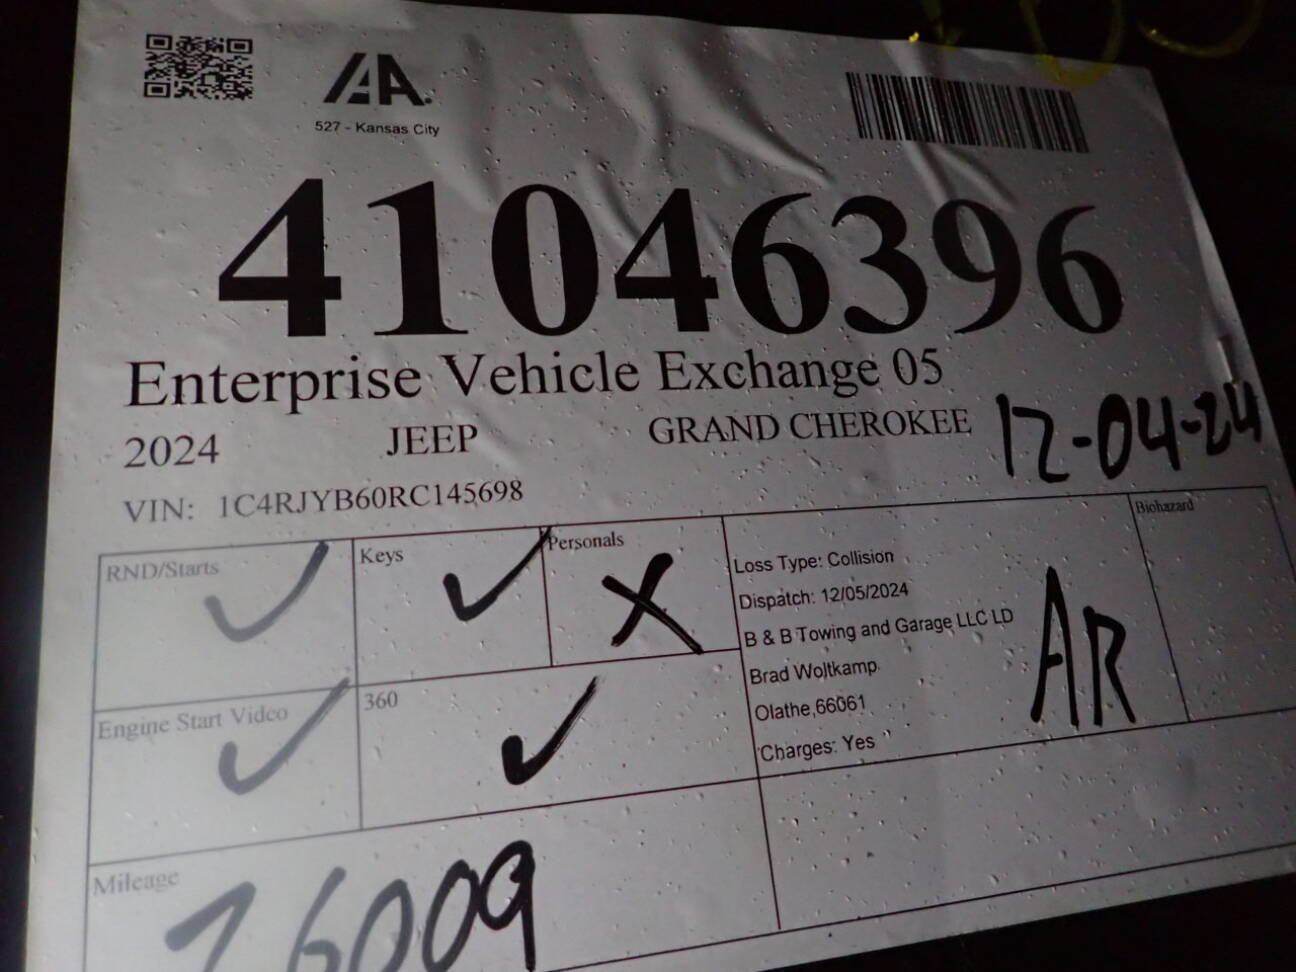 IAA.
527 - Kansas City
41046396
Enterprise Vehicle Exchange 05
2024 JEEP GRAND CHEROKEE 12-04-24
VIN: 1C4RJYB60RC145698
RND/Starts
Keys
Personals
Loss Type: Collision
Dispatch: 12/05/2024
B & B Towing and Garage LLC LD
Brad Woltkamp
Olathe,66061
Charges: Yes
AR
Biohazard
Engine Start Video
360
Mileage